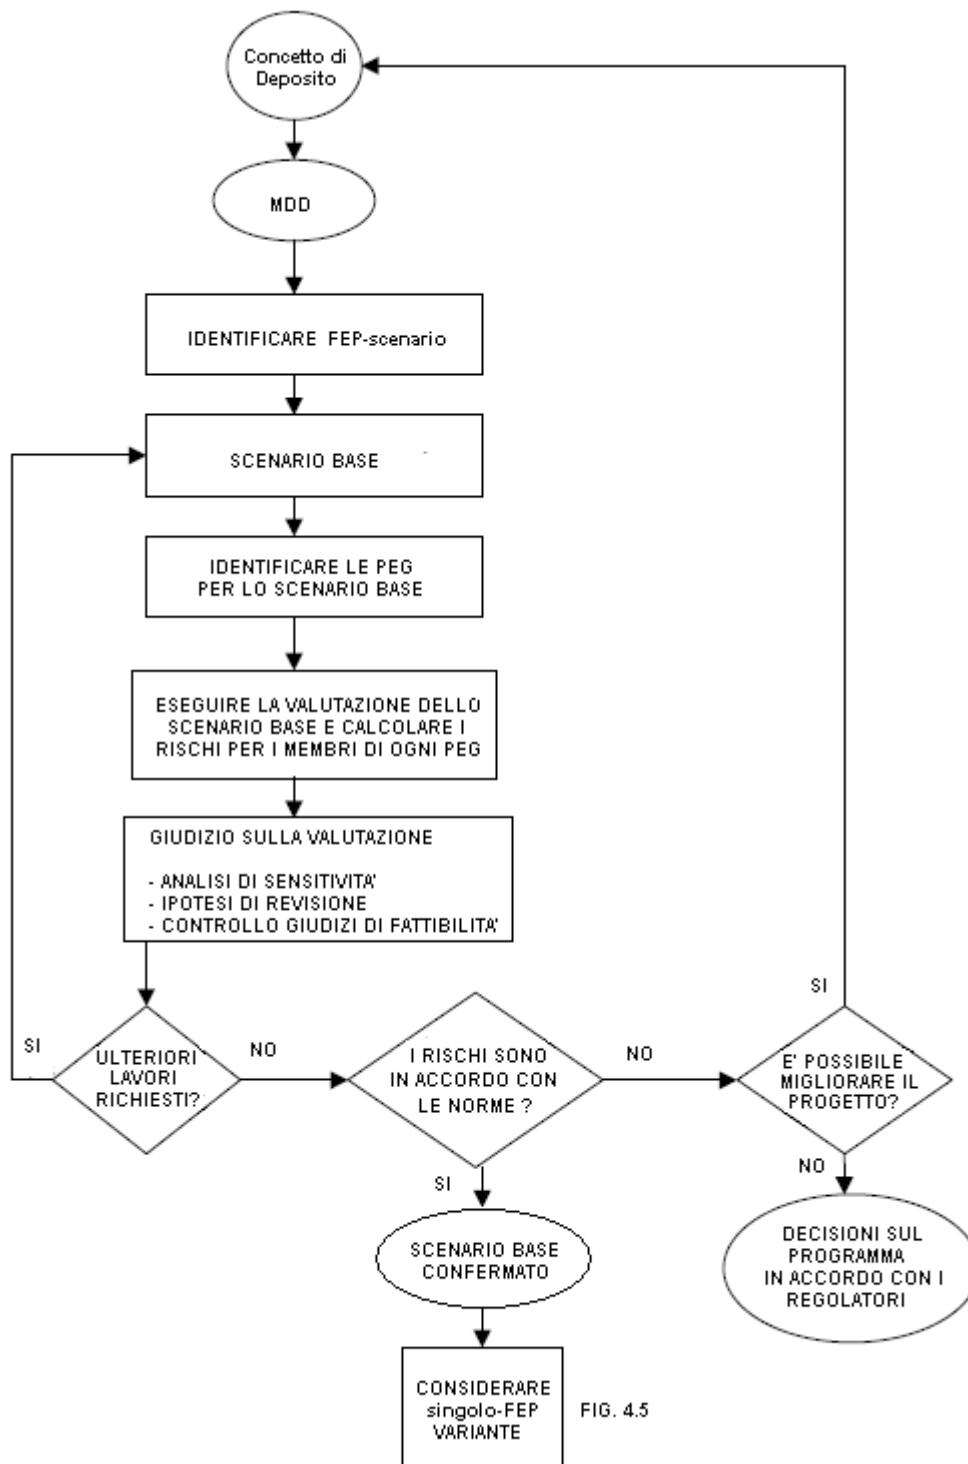 Concetto di
Deposito
MDD
IDENTIFICARE FEP-scenario
SCENARIO BASE
IDENTIFICARE LE PEG
PER LO SCENARIO BASE
ESEGUIRE LA VALUTAZIONE DELLO
SCENARIO BASE E CALCOLARE I
RISCHI PER I MEMBRI DI OGNI PEG
GIUDIZIO SULLA VALUTAZIONE
- ANALISI DI SENSITIVITA'
- IPOTESI DI REVISIONE
- CONTROLLO GIUDIZI DI FATTIBILITA'
SI
ULTERIORI
LAVORI
RICHIESTI?
NO
I RISCHI SONO
IN ACCORDO CON
LE NORME ?
NO
SI
E' POSSIBILE
MIGLIORARE IL
PROGETTO?
SI
NO
SCENARIO BASE
CONFERMATO
DECISIONI SUL
PROGRAMMA
IN ACCORDO CON I
REGOLATORI
CONSIDERARE
singolo-FEP
VARIANTE
FIG. 4.5